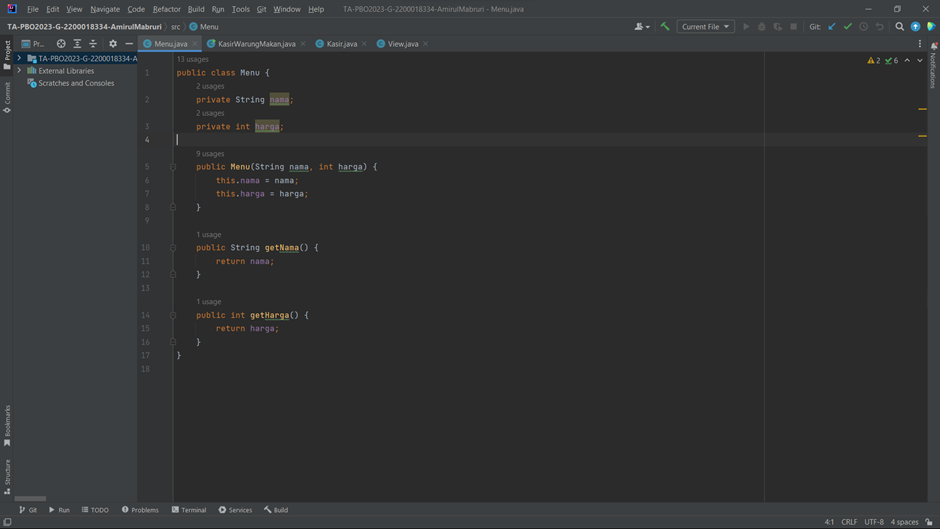 File Edit View Navigate Code Refactor Build Run Tools Git Window Help TA-PBO2023-G-2200018334-AmirulMabruri - Menu.java
TA-PBO2023-G-2200018334-AmirulMabruri src Menu Current File Git:
Project
Pr...
Menu.java KasirWarungMakan.java Kasir.java View.java
Notifications
TA-PBO2023-G-2200018334-A
External Libraries
Scratches and Consoles
Commit
2 6
13 usages
1 public class Menu {
2 usages
2 private String nama;
2 usages
3 private int harga;
4
9 usages
5 public Menu(String nama, int harga) {
6 this.nama = nama;
7 this.harga = harga;
8 }
9
1 usage
10 public String getNama() {
11 return nama;
12 }
13
1 usage
14 public int getHarga() {
15 return harga;
16 }
17 }
18
Bookmarks
Structure
Git Run TODO Problems Terminal Services Build
4:1 CRLF UTF-8 4 spaces